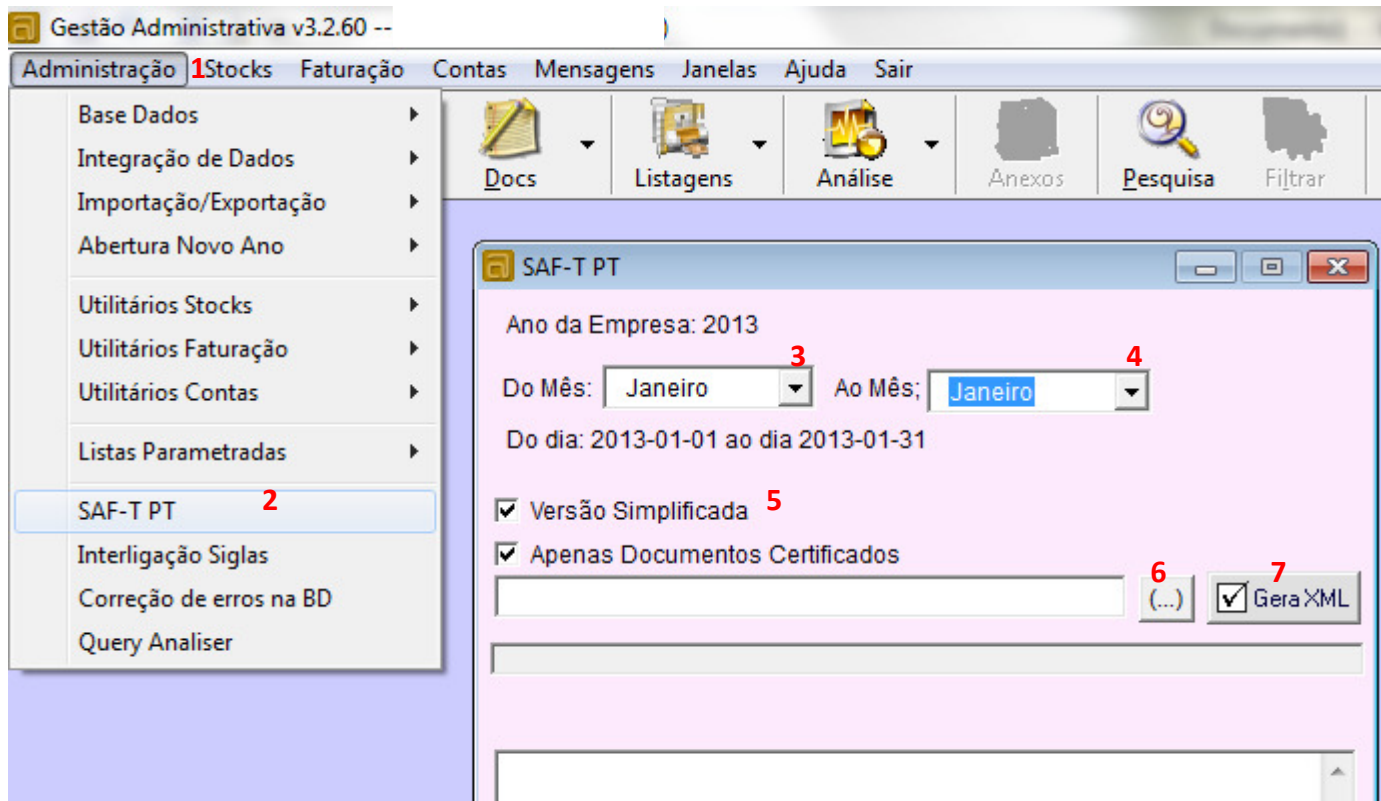 Gestão Administrativa v3.2.60 -- )
Administração 1 Stocks Faturação Contas Mensagens Janelas Ajuda Sair
Base Dados
Integração de Dados
Importação/Exportação
Abertura Novo Ano
Utilitários Stocks
Utilitários Faturação
Utilitários Contas
Listas Parametradas
SAF-T PT 2
Interligação Siglas
Correção de erros na BD
Query Analiser
Docs Listagens Análise Anexos Pesquisa Filtrar
SAF-T PT
Ano da Empresa: 2013
3 4
Do Mês: Janeiro Ao Mês; Janeiro
Do dia: 2013-01-01 ao dia 2013-01-31
Versão Simplificada 5
Apenas Documentos Certificados
6 7
(...) Gera XML